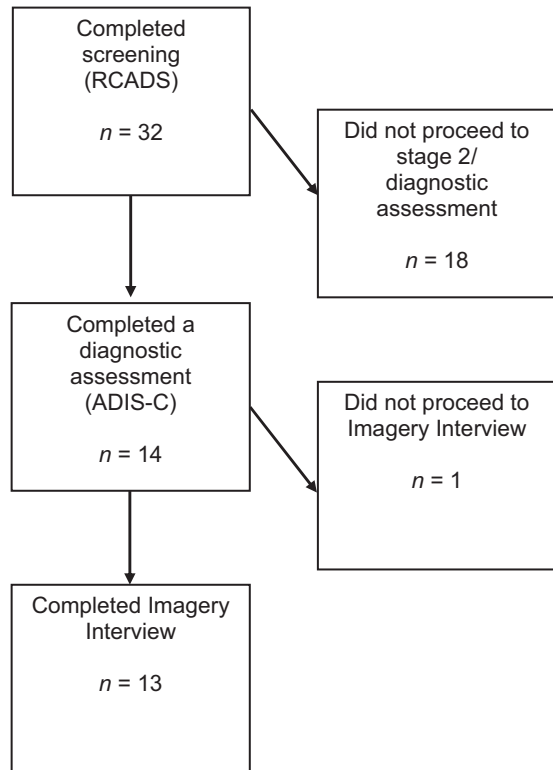 Completed
screening
(RCADS)
n = 32
Did not proceed to
stage 2/
diagnostic
assessment
n = 18
Completed a
diagnostic
assessment
(ADIS-C)
n = 14
Did not proceed to
Imagery Interview
n = 1
Completed Imagery
Interview
n = 13